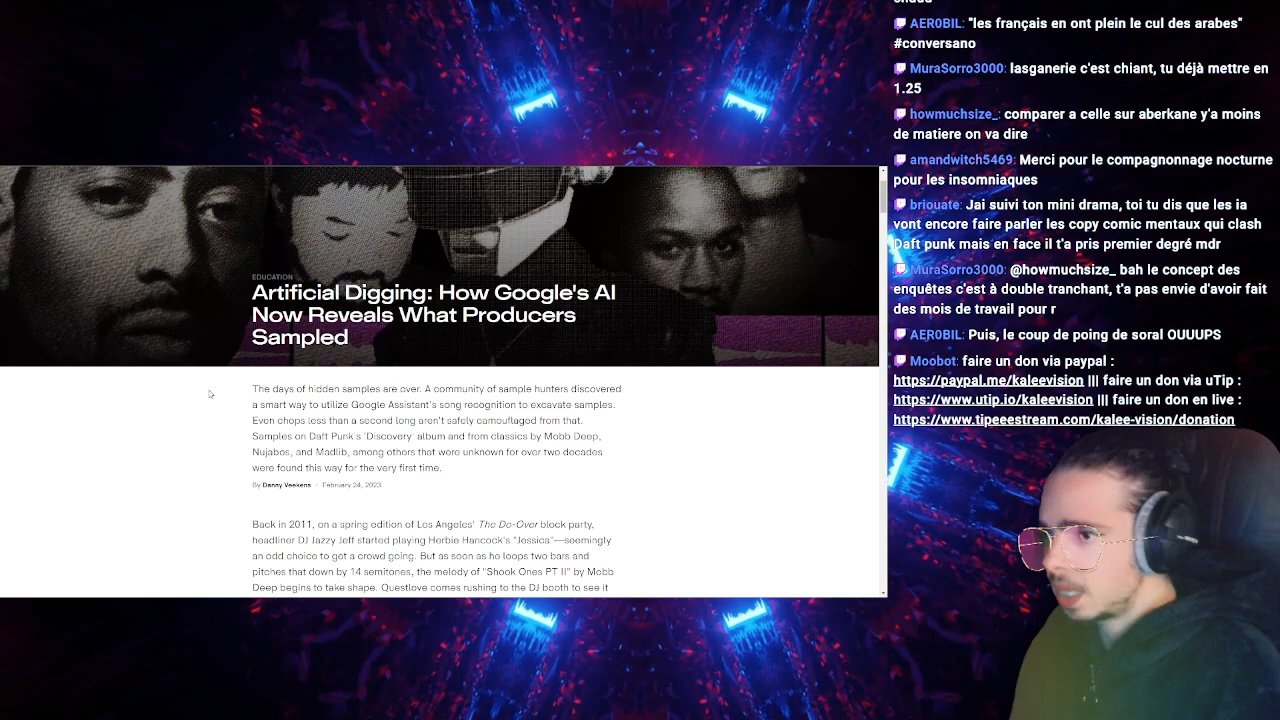 EDUCATION
Artificial Digging: How Google's AI
Now Reveals What Producers
Sampled
The days of hidden samples are over. A community of sample hunters discovered
a smart way to utilize Google Assistant's song recognition to excavate samples.
Even chops less than a second long aren't safely camouflaged from that.
Samples on Daft Punk's 'Discovery' album and from classics by Mobb Deep,
Nujabes, and Madlib, among others that were unknown for over two decades
were found this way for the very first time.
By Danny Veekens · February 24, 2023
Back in 2011, on a spring edition of Los Angeles' The Do-Over block party,
headliner DJ Jazzy Jeff started playing Herbie Hancock's "Jessica"—seemingly
an odd choice to get a crowd going. But as soon as he loops two bars and
pitches that down by 14 semitones, the melody of "Shook Ones PT II" by Mobb
Deep begins to take shape. Questlove comes rushing to the DJ booth to see it
AER0BIL: "les français en ont plein le cul des arabes"
#conversano
MuraSorro3000: lasganerie c'est chiant, tu déjà mettre en
1.25
howmuchsize_: comparer a celle sur aberkane y'a moins
de matiere on va dire
amandwitch5469: Merci pour le compagnonnage nocturne
pour les insomniaques
briouate: Jai suivi ton mini drama, toi tu dis que les ia
vont encore faire parler les copy comic mentaux qui clash
Daft punk mais en face il t'a pris premier degré mdr
MuraSorro3000: @howmuchsize_ bah le concept des
enquêtes c'est à double tranchant, t'as pas envie d'avoir fait
des mois de travail pour r
AER0BIL: Puis, le coup de poing de soral OUUUPS
Moobot: faire un don via paypal :
https://paypal.me/kaleevision ||| faire un don via uTip :
https://www.utip.io/kaleevision ||| faire un don en live :
https://www.tipeeestream.com/kalee-vision/donation